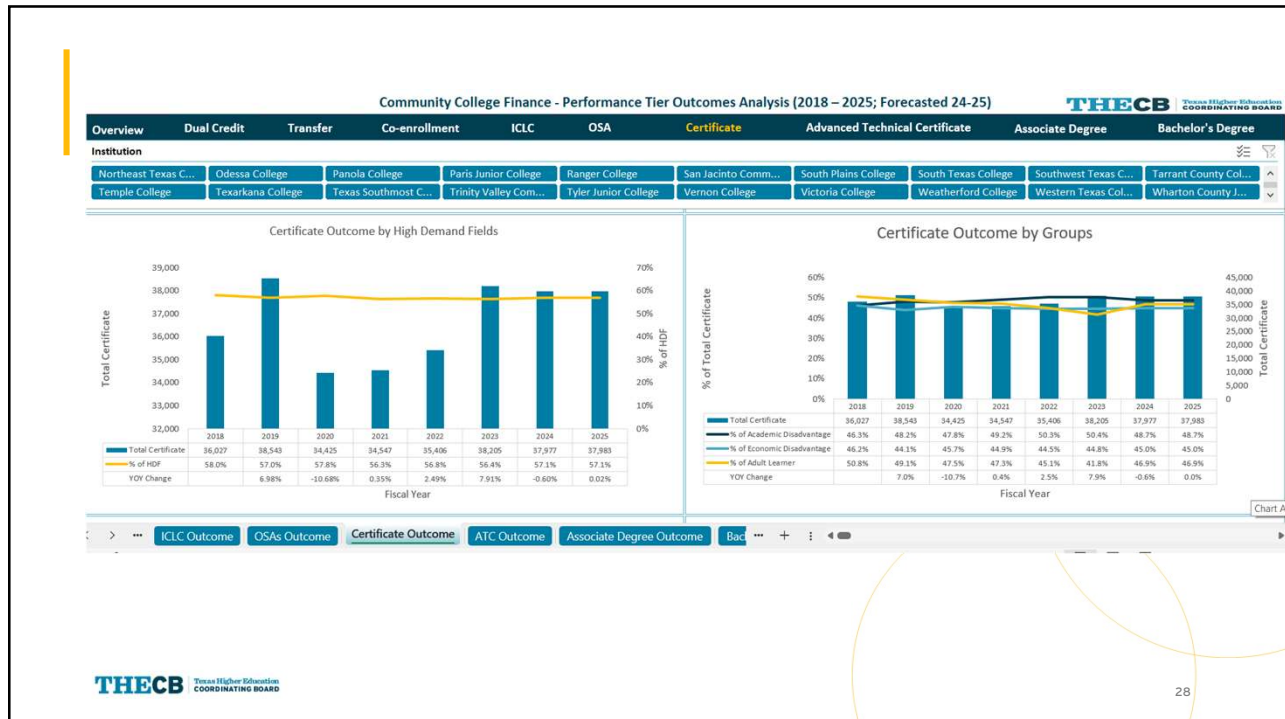 Community College Finance - Performance Tier Outcomes Analysis (2018 – 2025; Forecasted 24-25)
THECB Texas Higher Education
COORDINATING BOARD
Overview Dual Credit Transfer Co-enrollment ICLC OSA Certificate Advanced Technical Certificate Associate Degree Bachelor's Degree
Institution
Northeast Texas C... Odessa College Panola College Paris Junior College Ranger College San Jacinto Comm... South Plains College South Texas College Southwest Texas C... Tarrant County Col...
Temple College Texarkana College Texas Southmost C... Trinity Valley Com... Tyler Junior College Vernon College Victoria College Weatherford College Western Texas Col... Wharton County J...
Certificate Outcome by High Demand Fields
Total Certificate
39,000
38,000
37,000
36,000
35,000
34,000
33,000
32,000
70%
60%
50%
40%
30%
20%
10%
0%
% of HDF
2018 2019 2020 2021 2022 2023 2024 2025
Total Certificate 36,027 38,543 34,425 34,547 35,406 38,205 37,977 37,983
% of HDF 58.0% 57.0% 57.8% 56.3% 56.8% 56.4% 57.1% 57.1%
YOY Change 6.98% -10.68% 0.35% 2.49% 7.91% -0.60% 0.02%
Fiscal Year
Certificate Outcome by Groups
% of Total Certificate
60%
50%
40%
30%
20%
10%
0%
45,000
40,000
35,000
30,000
25,000
20,000
15,000
10,000
5,000
0
Total Certificate
2018 2019 2020 2021 2022 2023 2024 2025
Total Certificate 36,027 38,543 34,425 34,547 35,406 38,205 37,977 37,983
% of Academic Disadvantage 46.3% 48.2% 47.8% 49.2% 50.3% 50.4% 48.7% 48.7%
% of Economic Disadvantage 46.2% 44.1% 45.7% 44.9% 44.5% 44.8% 45.0% 45.0%
% of Adult Learner 50.8% 49.1% 47.5% 47.3% 45.1% 41.8% 46.9% 46.9%
YOY Change 7.0% -10.7% 0.4% 2.5% 7.9% -0.6% 0.0%
Fiscal Year
Chart A
ICLC Outcome OSAs Outcome Certificate Outcome ATC Outcome Associate Degree Outcome Bac
THECB Texas Higher Education
COORDINATING BOARD
28